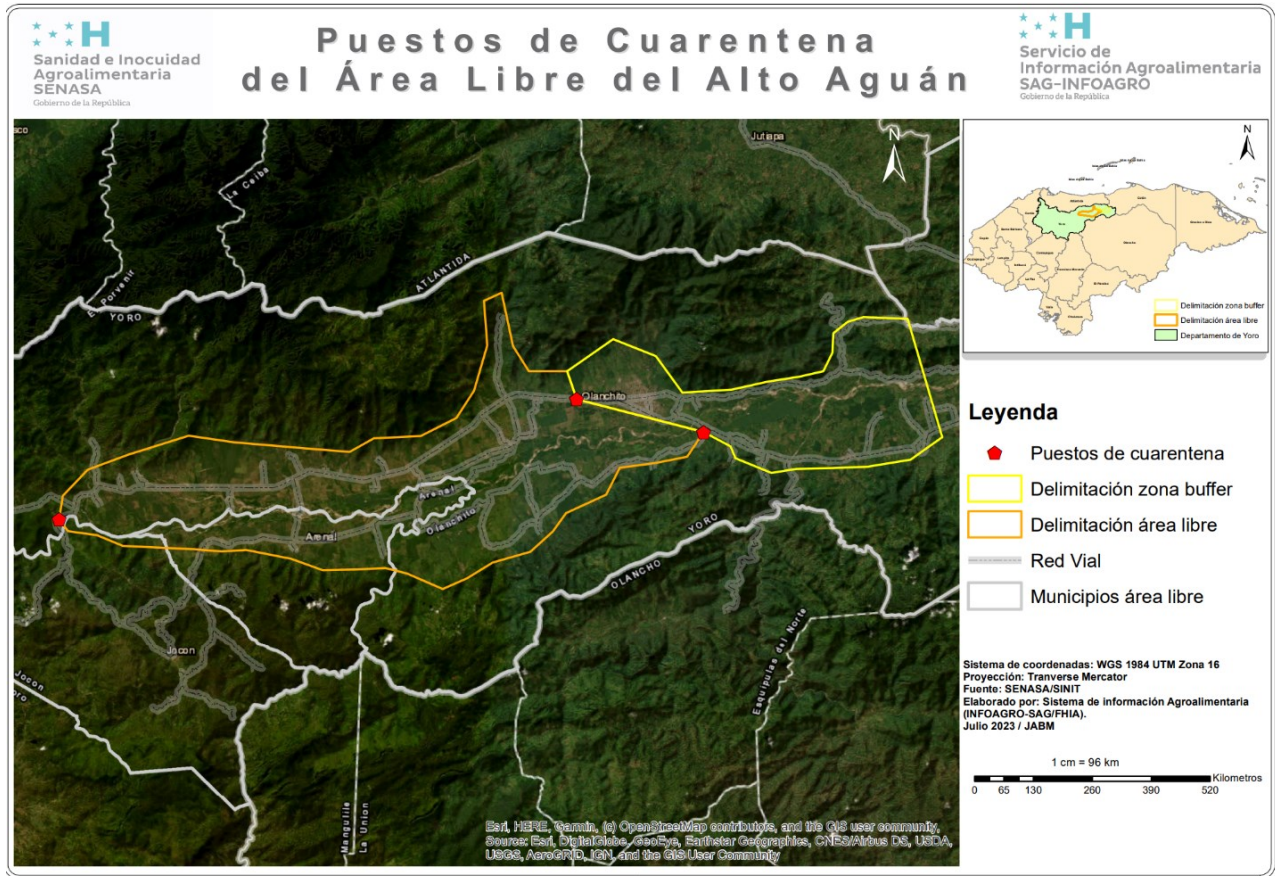 Sanidad e Inocuidad
Agroalimentaria
SENASA
Gobierno de la República
Puestos de Cuarentena
del Área Libre del Alto Aguán
Servicio de
Información Agroalimentaria
SAG-INFOAGRO
Gobierno de la República
sco
Jutiapa
N
La Ceiba
El Porvenir
YORO
ATLÁNTIDA
Olanchito
Arenal
Olanchito
Arenal
YORO
OLANCHO
Jocon
Jocon
oro
Esquipulas del Norte
Mangulile
La Union
Esri, HERE, Garmin, (c) OpenStreetMap contributors, and the GIS user community,
Source: Esri, DigitalGlobe, GeoEye, Earthstar Geographics, CNES/Airbus DS, USDA,
USGS, AeroGRID, IGN, and the GIS User Community
N
Delimitación zona buffer
Delimitación área libre
Departamento de Yoro
Leyenda
Puestos de cuarentena
Delimitación zona buffer
Delimitación área libre
Red Vial
Municipios área libre
Sistema de coordenadas: WGS 1984 UTM Zona 16
Proyección: Tranverse Mercator
Fuente: SENASA/SINIT
Elaborado por: Sistema de información Agroalimentaria
(INFOAGRO-SAG/FHIA).
Julio 2023 / JABM
1 cm = 96 km
Kilometros
0 65 130 260 390 520